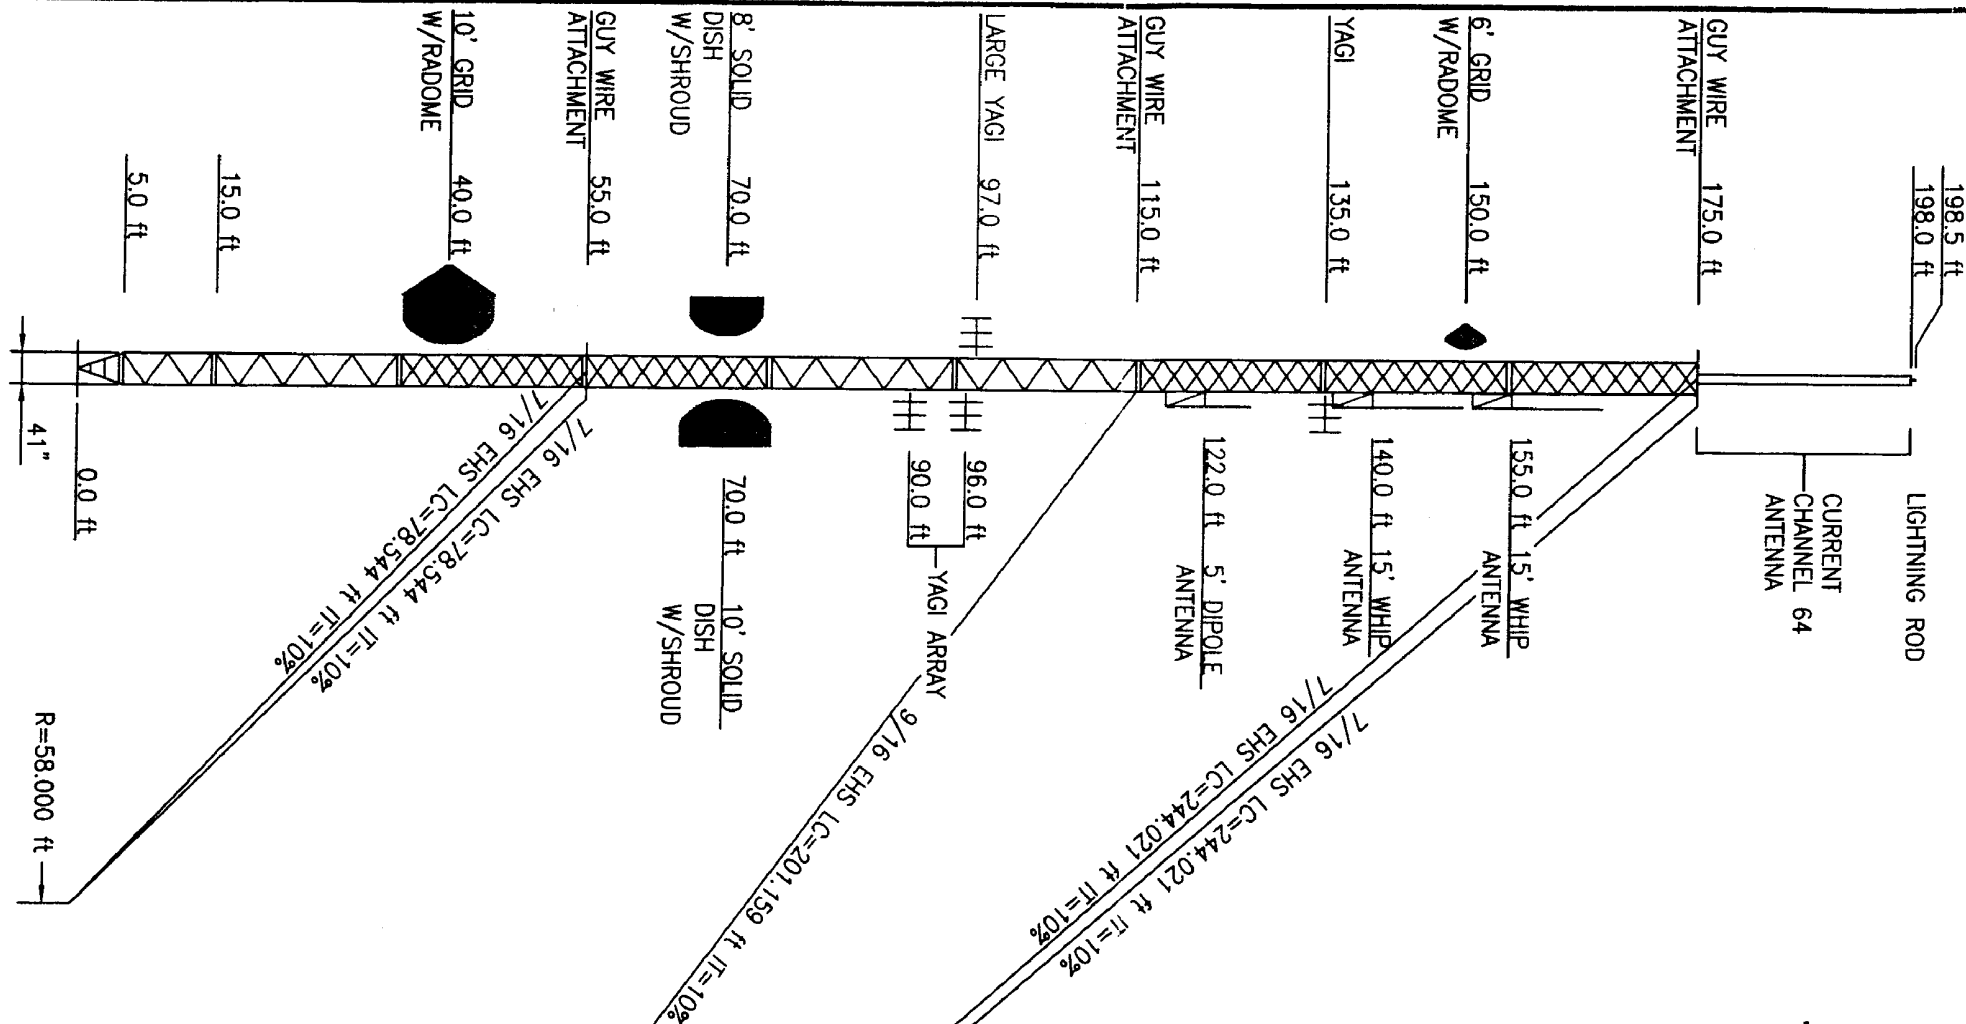 198.5 ft
198.0 ft
LIGHTNING ROD
CURRENT
CHANNEL 64
ANTENNA
GUY WIRE
ATTACHMENT
175.0 ft
155.0 ft 15' WHIP
ANTENNA
6' GRID
W/RADOME
150.0 ft
140.0 ft 15' WHIP
ANTENNA
YAGI
135.0 ft
122.0 ft 5' DIPOLE
ANTENNA
GUY WIRE
ATTACHMENT
115.0 ft
LARGE YAGI 97.0 ft
96.0 ft
90.0 ft
YAGI ARRAY
8' SOLID
DISH
W/SHROUD
70.0 ft
70.0 ft 10' SOLID
DISH
W/SHROUD
GUY WIRE
ATTACHMENT
55.0 ft
10' GRID
W/RADOME
40.0 ft
15.0 ft
5.0 ft
0.0 ft
41"
7/16 EHS LC=244.021 ft IT=10%
7/16 EHS LC=244.021 ft IT=10%
9/16 EHS LC=201.159 ft IT=10%
7/16 EHS LC=78.544 ft IT=10%
7/16 EHS LC=78.544 ft IT=10%
R=58.000 ft